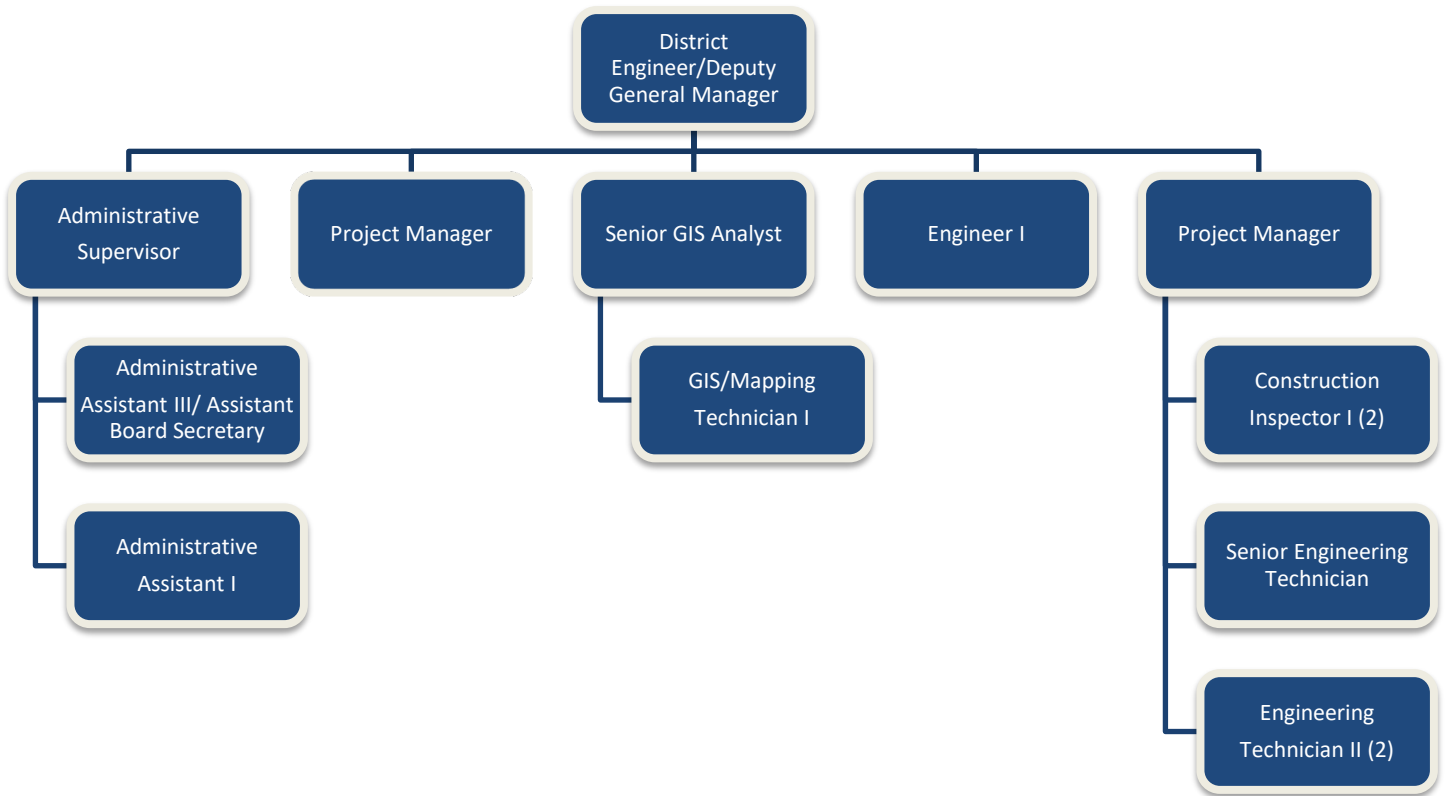 District
Engineer/Deputy
General Manager
Administrative
Supervisor
Project Manager
Senior GIS Analyst
Engineer I
Project Manager
Administrative
Assistant III/ Assistant
Board Secretary
GIS/Mapping
Technician I
Construction
Inspector I (2)
Administrative
Assistant I
Senior Engineering
Technician
Engineering
Technician II (2)